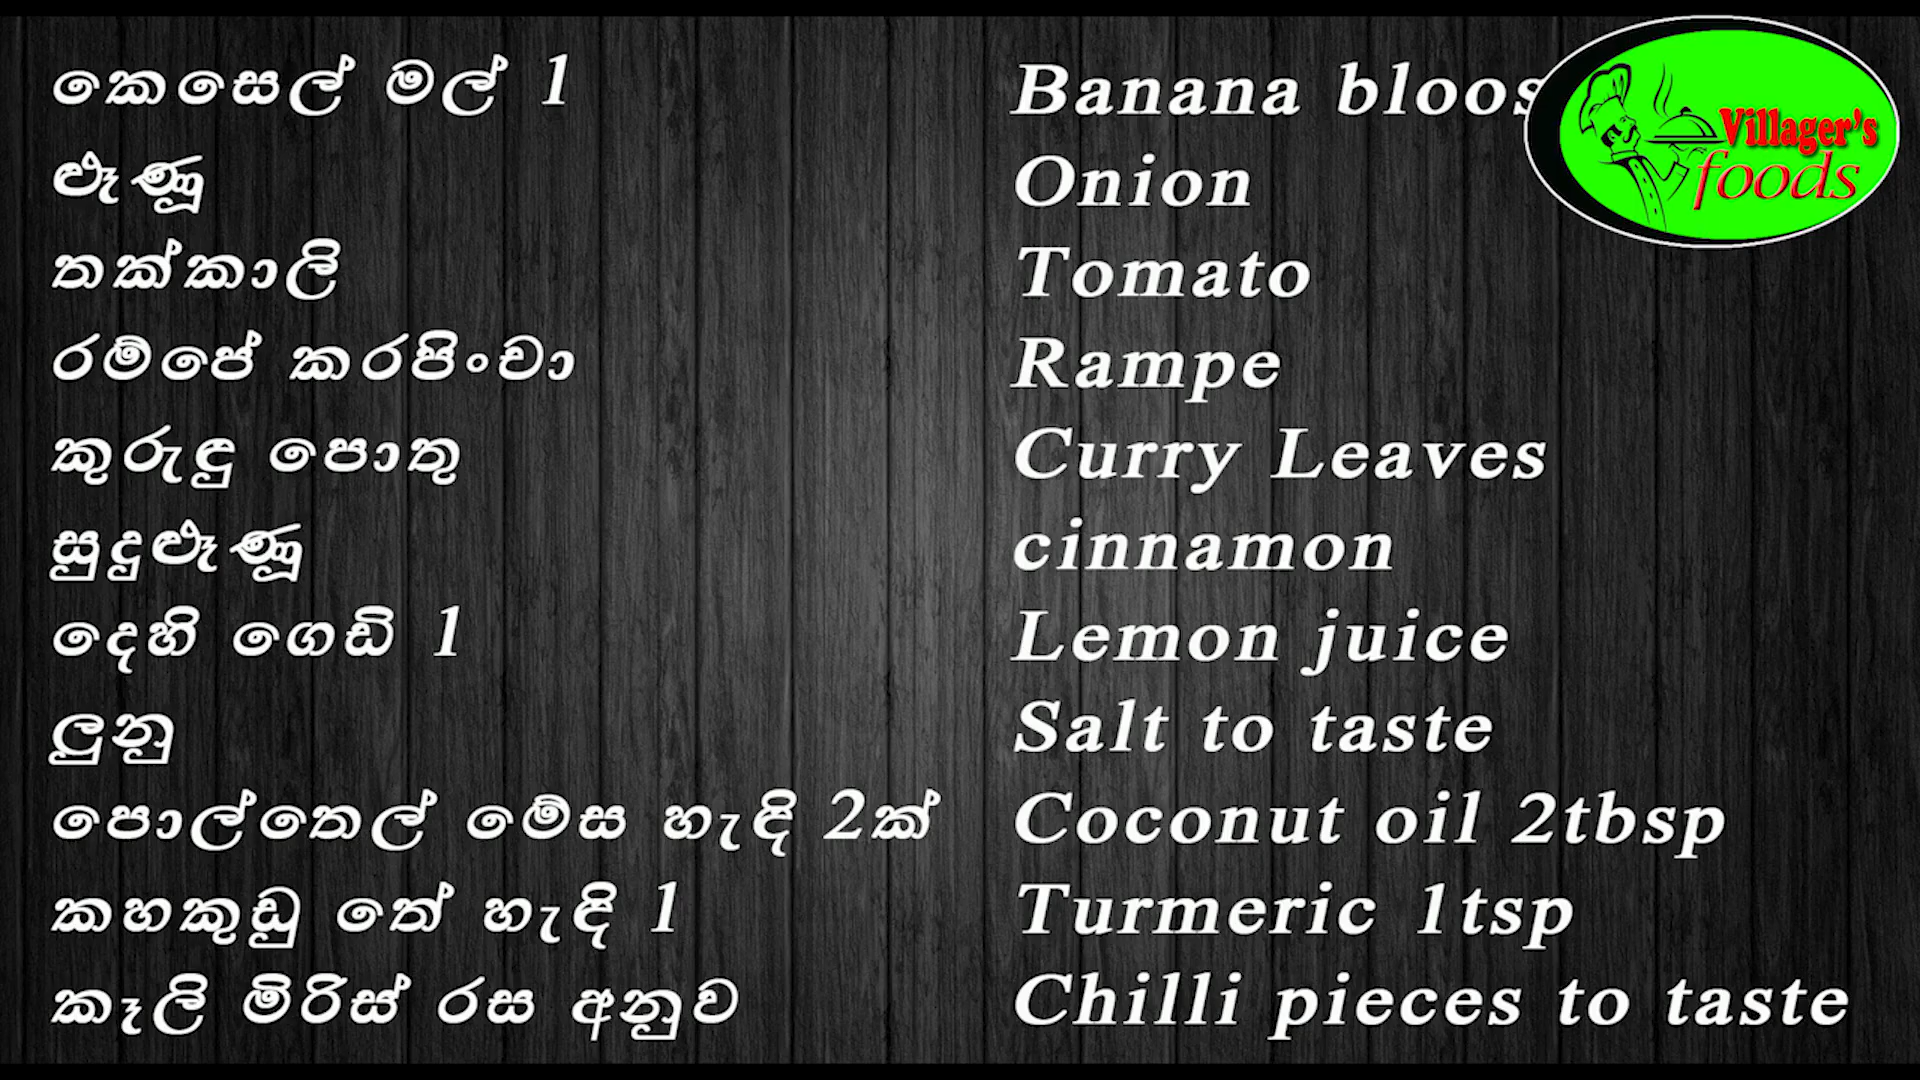 කෙසෙල් මල් 1
ළූණූ
තක්කාලි
රම්පේ කරපිංචා
කුරුඳු පොතු
සුදුළූණූ
දෙහි ගෙඩි 1
ලුනු
පොල්තෙල් මේස හැඳි 2ක්
කහකුඩු තේ හැඳි 1
කෑලි මිරිස් රස අනුව
Banana bloos
Onion
Tomato
Rampe
Curry Leaves
cinnamon
Lemon juice
Salt to taste
Coconut oil 2tbsp
Turmeric 1tsp
Chilli pieces to taste
Villager's
foods